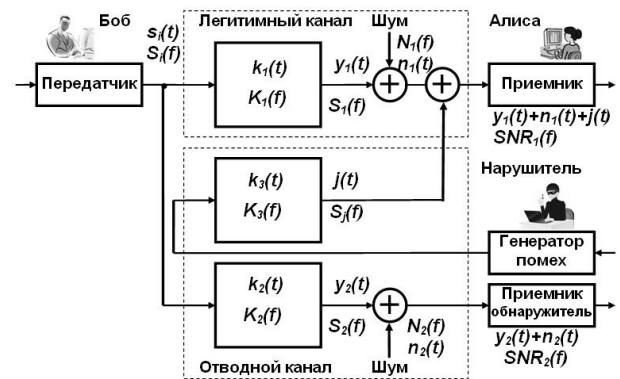 Боб
Легитимный канал
Шум
Алиса
sᵢ(t)
Sᵢ(f)
Передатчик
k₁(t)
K₁(f)
y₁(t)
S₁(f)
N₁(f)
n₁(t)
Приемник
y₁(t)+n₁(t)+j(t)
SNR₁(f)
k₃(t)
K₃(f)
j(t)
Sⱼ(f)
Нарушитель
Генератор
помех
k₂(t)
K₂(f)
y₂(t)
S₂(f)
N₂(f)
n₂(t)
Приемник
обнаружитель
y₂(t)+n₂(t)
SNR₂(f)
Отводной канал
Шум